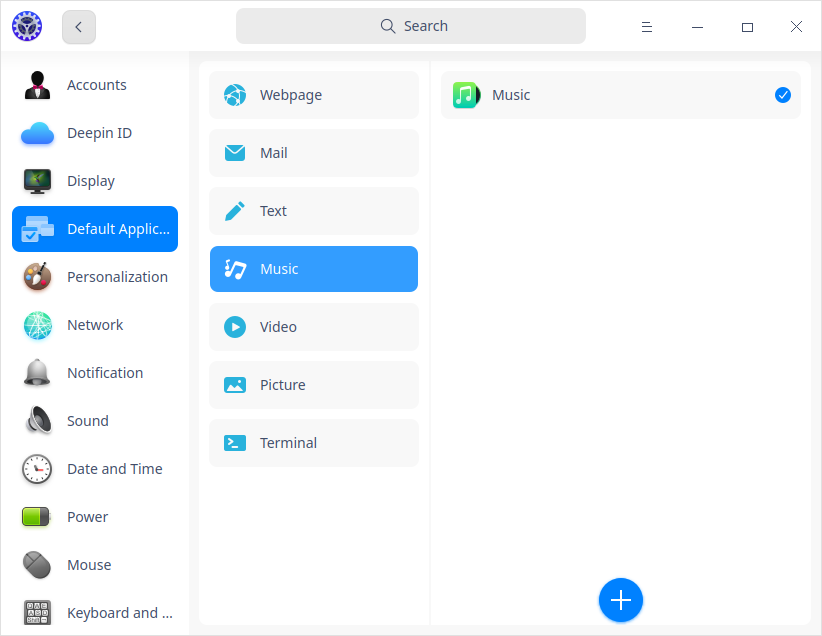 Search
Accounts
Deepin ID
Display
Default Applic...
Personalization
Network
Notification
Sound
Date and Time
Power
Mouse
Keyboard and ...
Webpage
Mail
Text
Music
Video
Picture
Terminal
Music